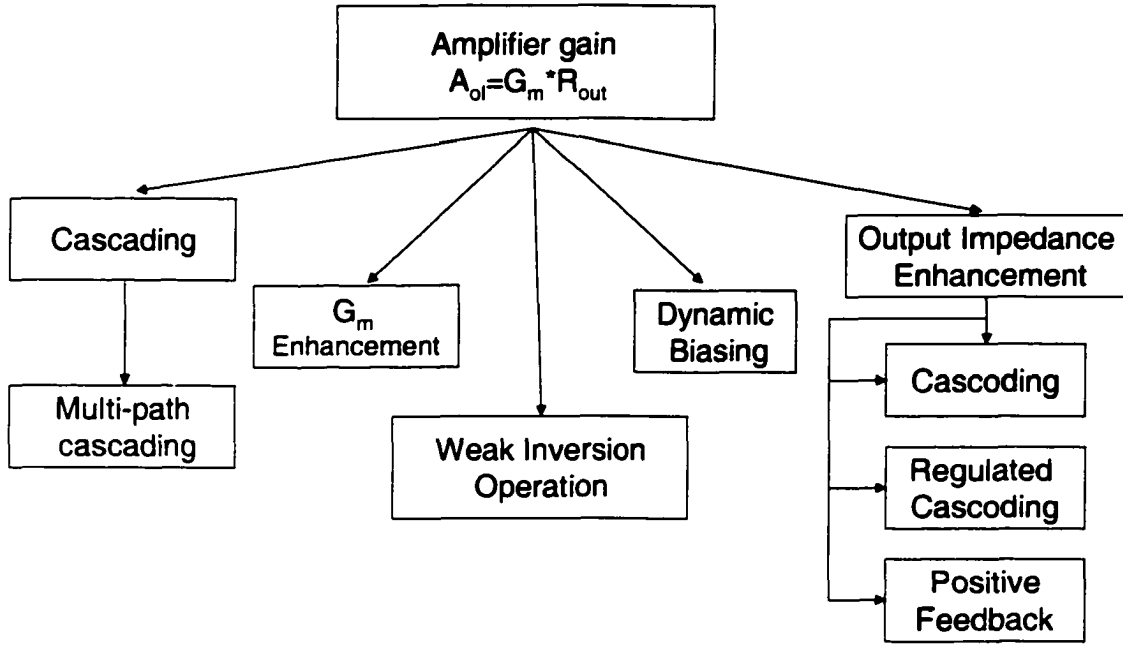 Amplifier gain
A_ol=G_m*R_out
Cascading
Output Impedance
Enhancement
G_m
Enhancement
Dynamic
Biasing
Cascoding
Multi-path
cascading
Weak Inversion
Operation
Regulated
Cascoding
Positive
Feedback